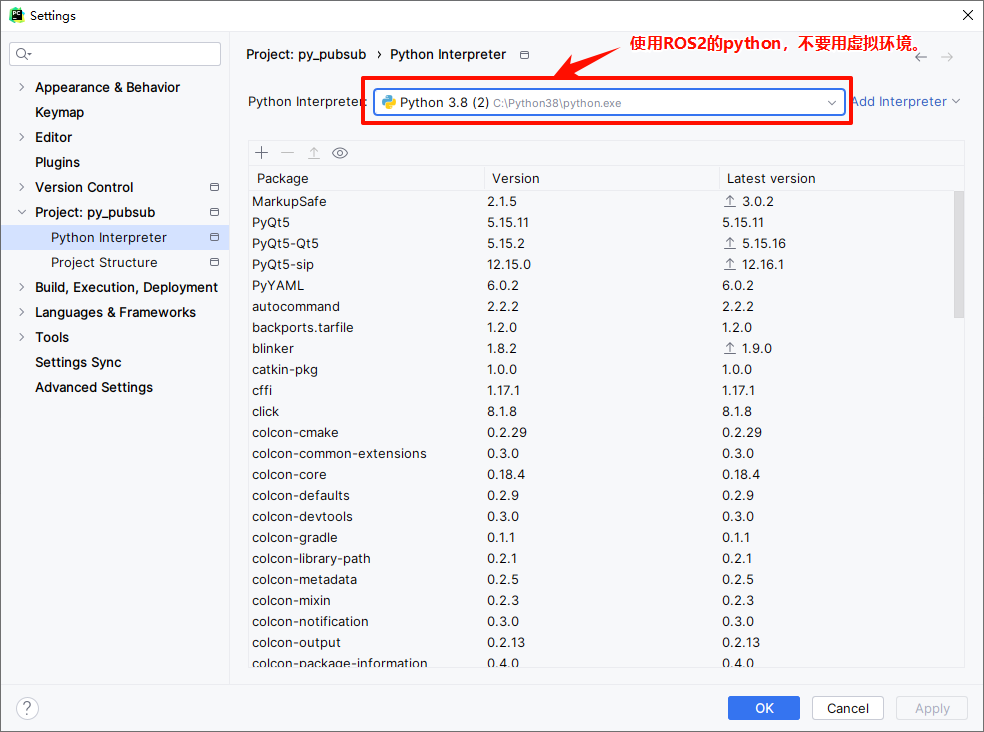 Settings
使用ROS2的python，不要用虚拟环境。
Project: py_pubsub › Python Interpreter
Python Interpreter: Python 3.8 (2) C:\Python38\python.exe Add Interpreter
Appearance & Behavior
Keymap
Editor
Plugins
Version Control
Project: py_pubsub
Python Interpreter
Project Structure
Build, Execution, Deployment
Languages & Frameworks
Tools
Settings Sync
Advanced Settings
Package Version Latest version
MarkupSafe 2.1.5 3.0.2
PyQt5 5.15.11 5.15.11
PyQt5-Qt5 5.15.2 5.15.16
PyQt5-sip 12.15.0 12.16.1
PyYAML 6.0.2 6.0.2
autocommand 2.2.2 2.2.2
backports.tarfile 1.2.0 1.2.0
blinker 1.8.2 1.9.0
catkin-pkg 1.0.0 1.0.0
cffi 1.17.1 1.17.1
click 8.1.8 8.1.8
colcon-cmake 0.2.29 0.2.29
colcon-common-extensions 0.3.0 0.3.0
colcon-core 0.18.4 0.18.4
colcon-defaults 0.2.9 0.2.9
colcon-devtools 0.3.0 0.3.0
colcon-gradle 0.1.1 0.1.1
colcon-library-path 0.2.1 0.2.1
colcon-metadata 0.2.5 0.2.5
colcon-mixin 0.2.3 0.2.3
colcon-notification 0.3.0 0.3.0
colcon-output 0.2.13 0.2.13
colcon-package-information 0.4.0 0.4.0
? OK Cancel Apply